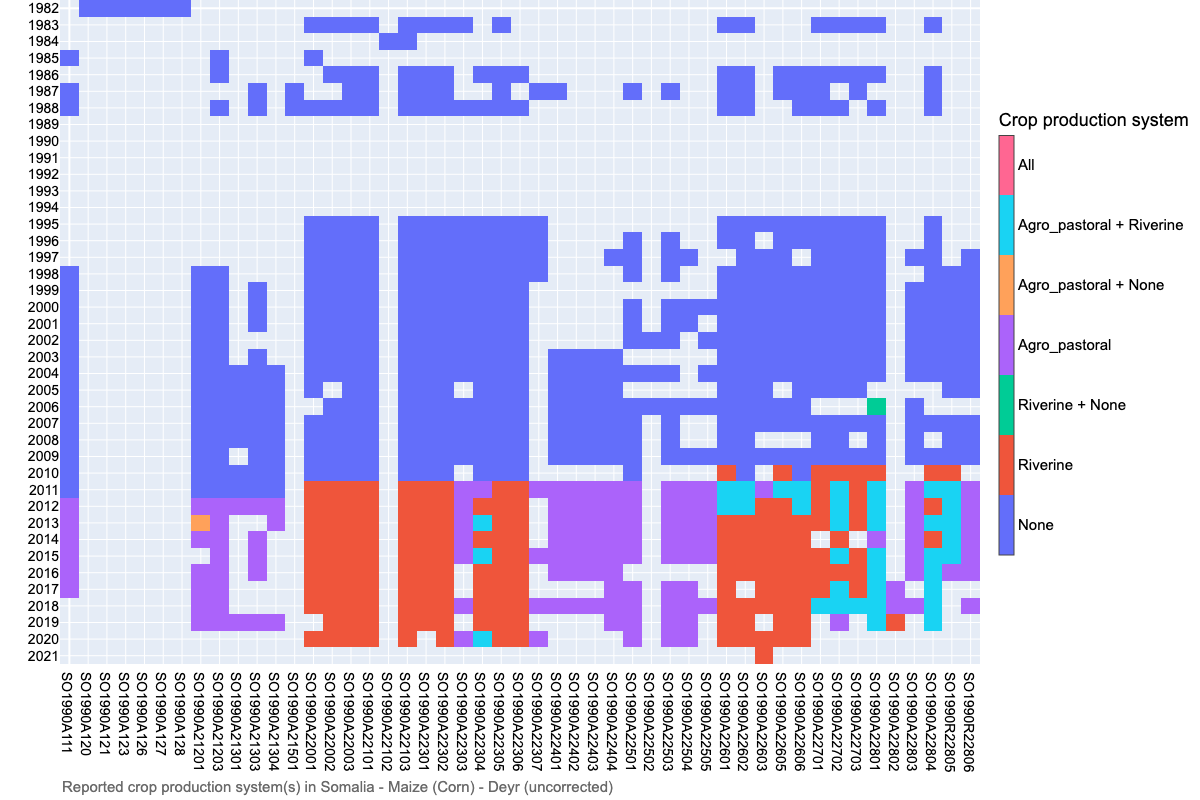 1982
1983
1984
1985
1986
1987
1988
1989
1990
1991
1992
1993
1994
1995
1996
1997
1998
1999
2000
2001
2002
2003
2004
2005
2006
2007
2008
2009
2010
2011
2012
2013
2014
2015
2016
2017
2018
2019
2020
2021
SO1990A111
SO1990A120
SO1990A121
SO1990A123
SO1990A126
SO1990A127
SO1990A128
SO1990A21201
SO1990A21203
SO1990A21301
SO1990A21303
SO1990A21304
SO1990A21501
SO1990A22001
SO1990A22002
SO1990A22003
SO1990A22101
SO1990A22102
SO1990A22103
SO1990A22301
SO1990A22302
SO1990A22303
SO1990A22304
SO1990A22305
SO1990A22306
SO1990A22307
SO1990A22401
SO1990A22402
SO1990A22403
SO1990A22404
SO1990A22501
SO1990A22502
SO1990A22503
SO1990A22504
SO1990A22505
SO1990A22601
SO1990A22602
SO1990A22603
SO1990A22605
SO1990A22606
SO1990A22701
SO1990A22702
SO1990A22703
SO1990A22801
SO1990A22802
SO1990A22803
SO1990A22804
SO1990R22805
SO1990R22806
Crop production system
All
Agro_pastoral + Riverine
Agro_pastoral + None
Agro_pastoral
Riverine + None
Riverine
None
Reported crop production system(s) in Somalia - Maize (Corn) - Deyr (uncorrected)